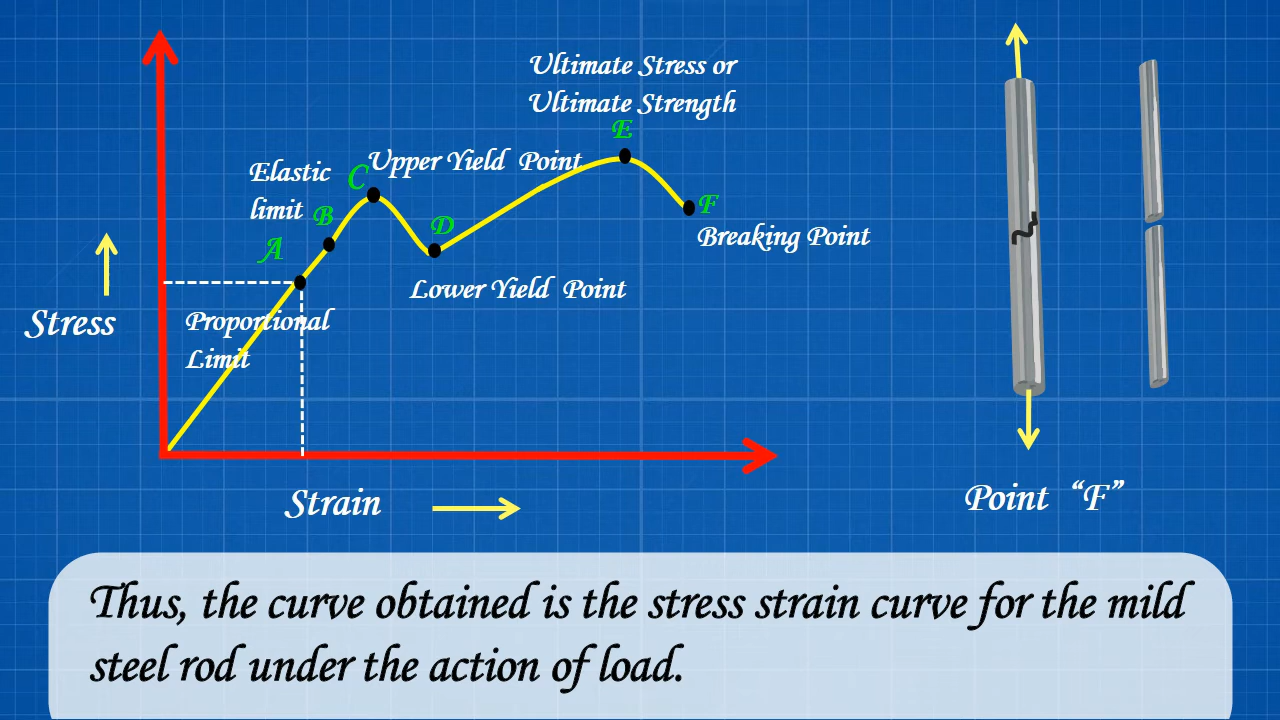 Ultimate Stress or
Ultimate Strength
E
Elastic
limit
C
Upper Yield Point
B
A
D
F
Breaking Point
Lower Yield Point
Proportional
Limit
Stress
Strain
Point “F”
Thus, the curve obtained is the stress strain curve for the mild
steel rod under the action of load.